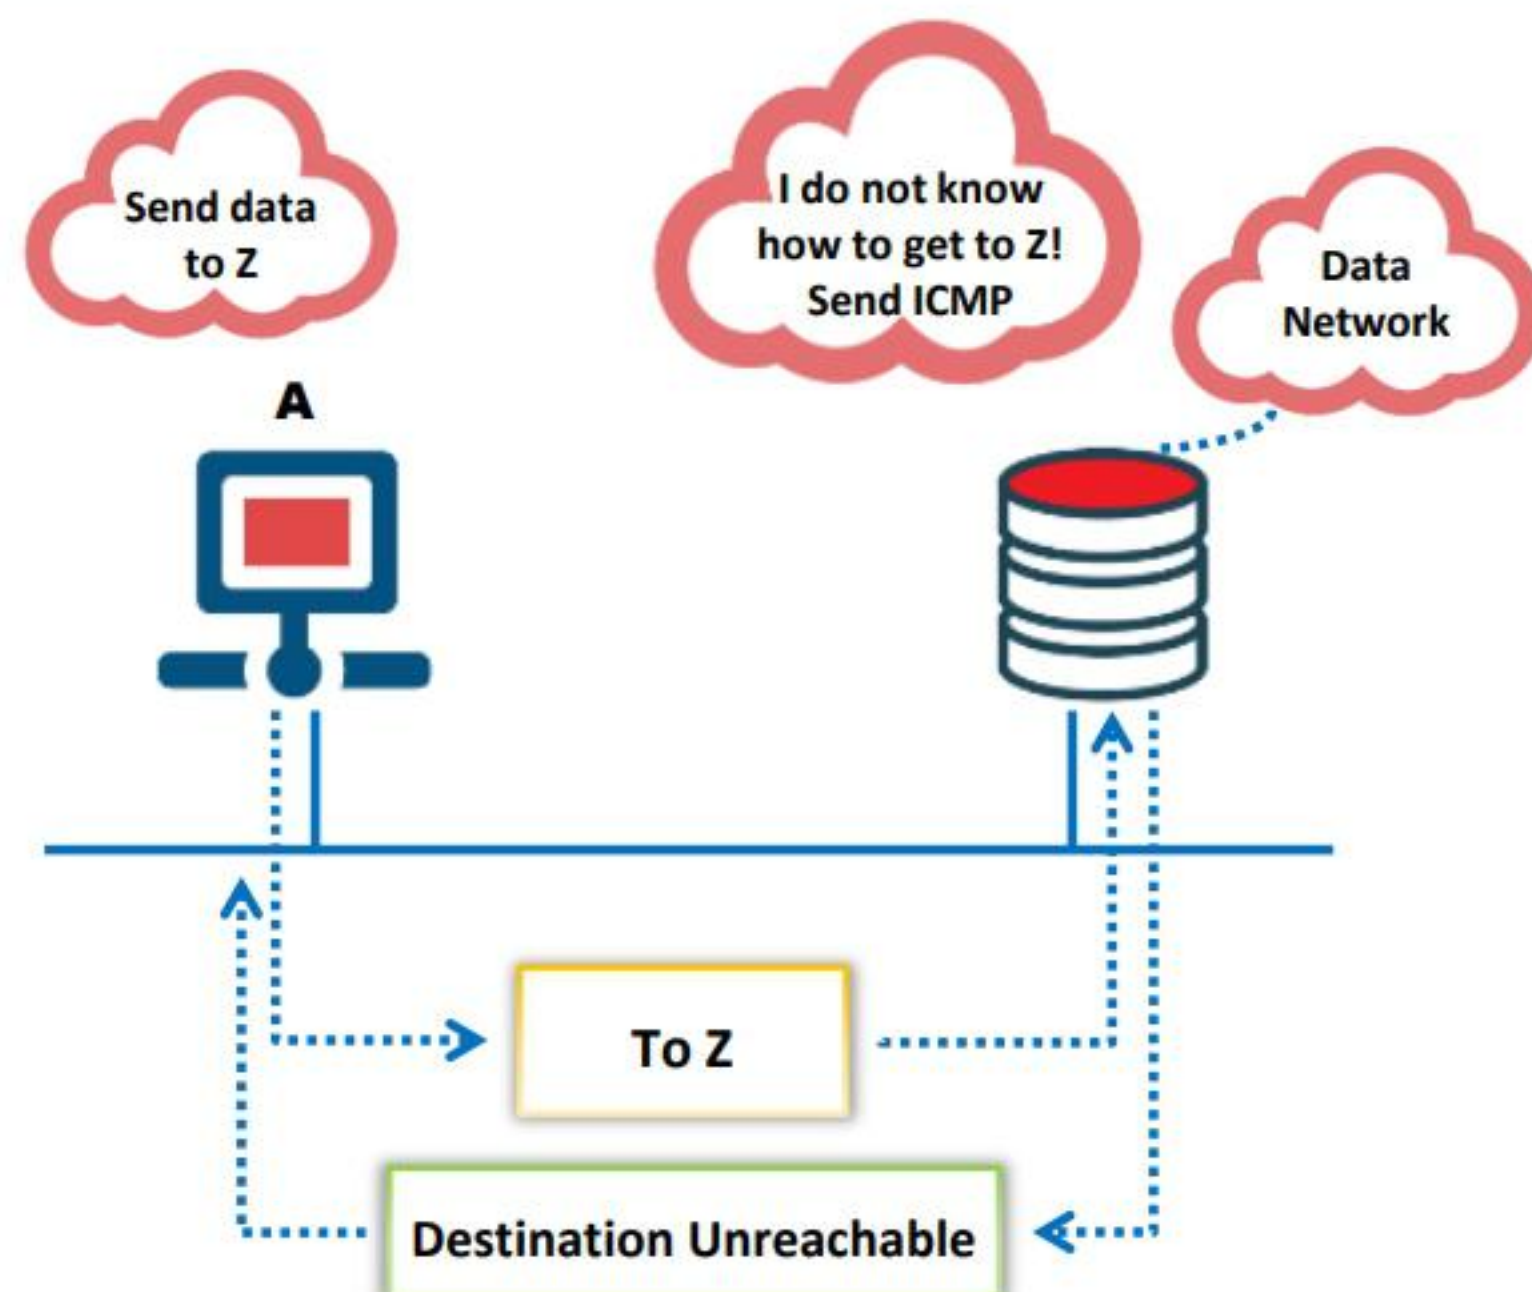 Send data
to Z
I do not know
how to get to Z!
Send ICMP
Data
Network
A
To Z
Destination Unreachable